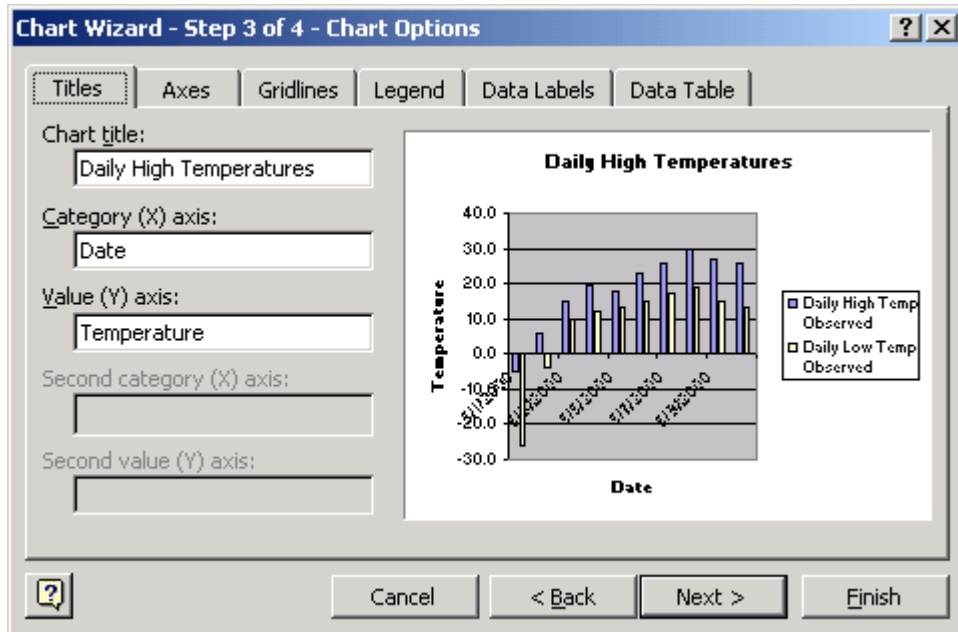 Chart Wizard - Step 3 of 4 - Chart Options
Titles
Axes
Gridlines
Legend
Data Labels
Data Table
Chart title:
Daily High Temperatures
Category (X) axis:
Date
Value (Y) axis:
Temperature
Second category (X) axis:
Second value (Y) axis:
Daily High Temperatures
40.0
30.0
20.0
10.0
0.0
-10.0
-20.0
-30.0
Temperature
Date
Daily High Temp
Observed
Daily Low Temp
Observed
Cancel
< Back
Next >
Finish